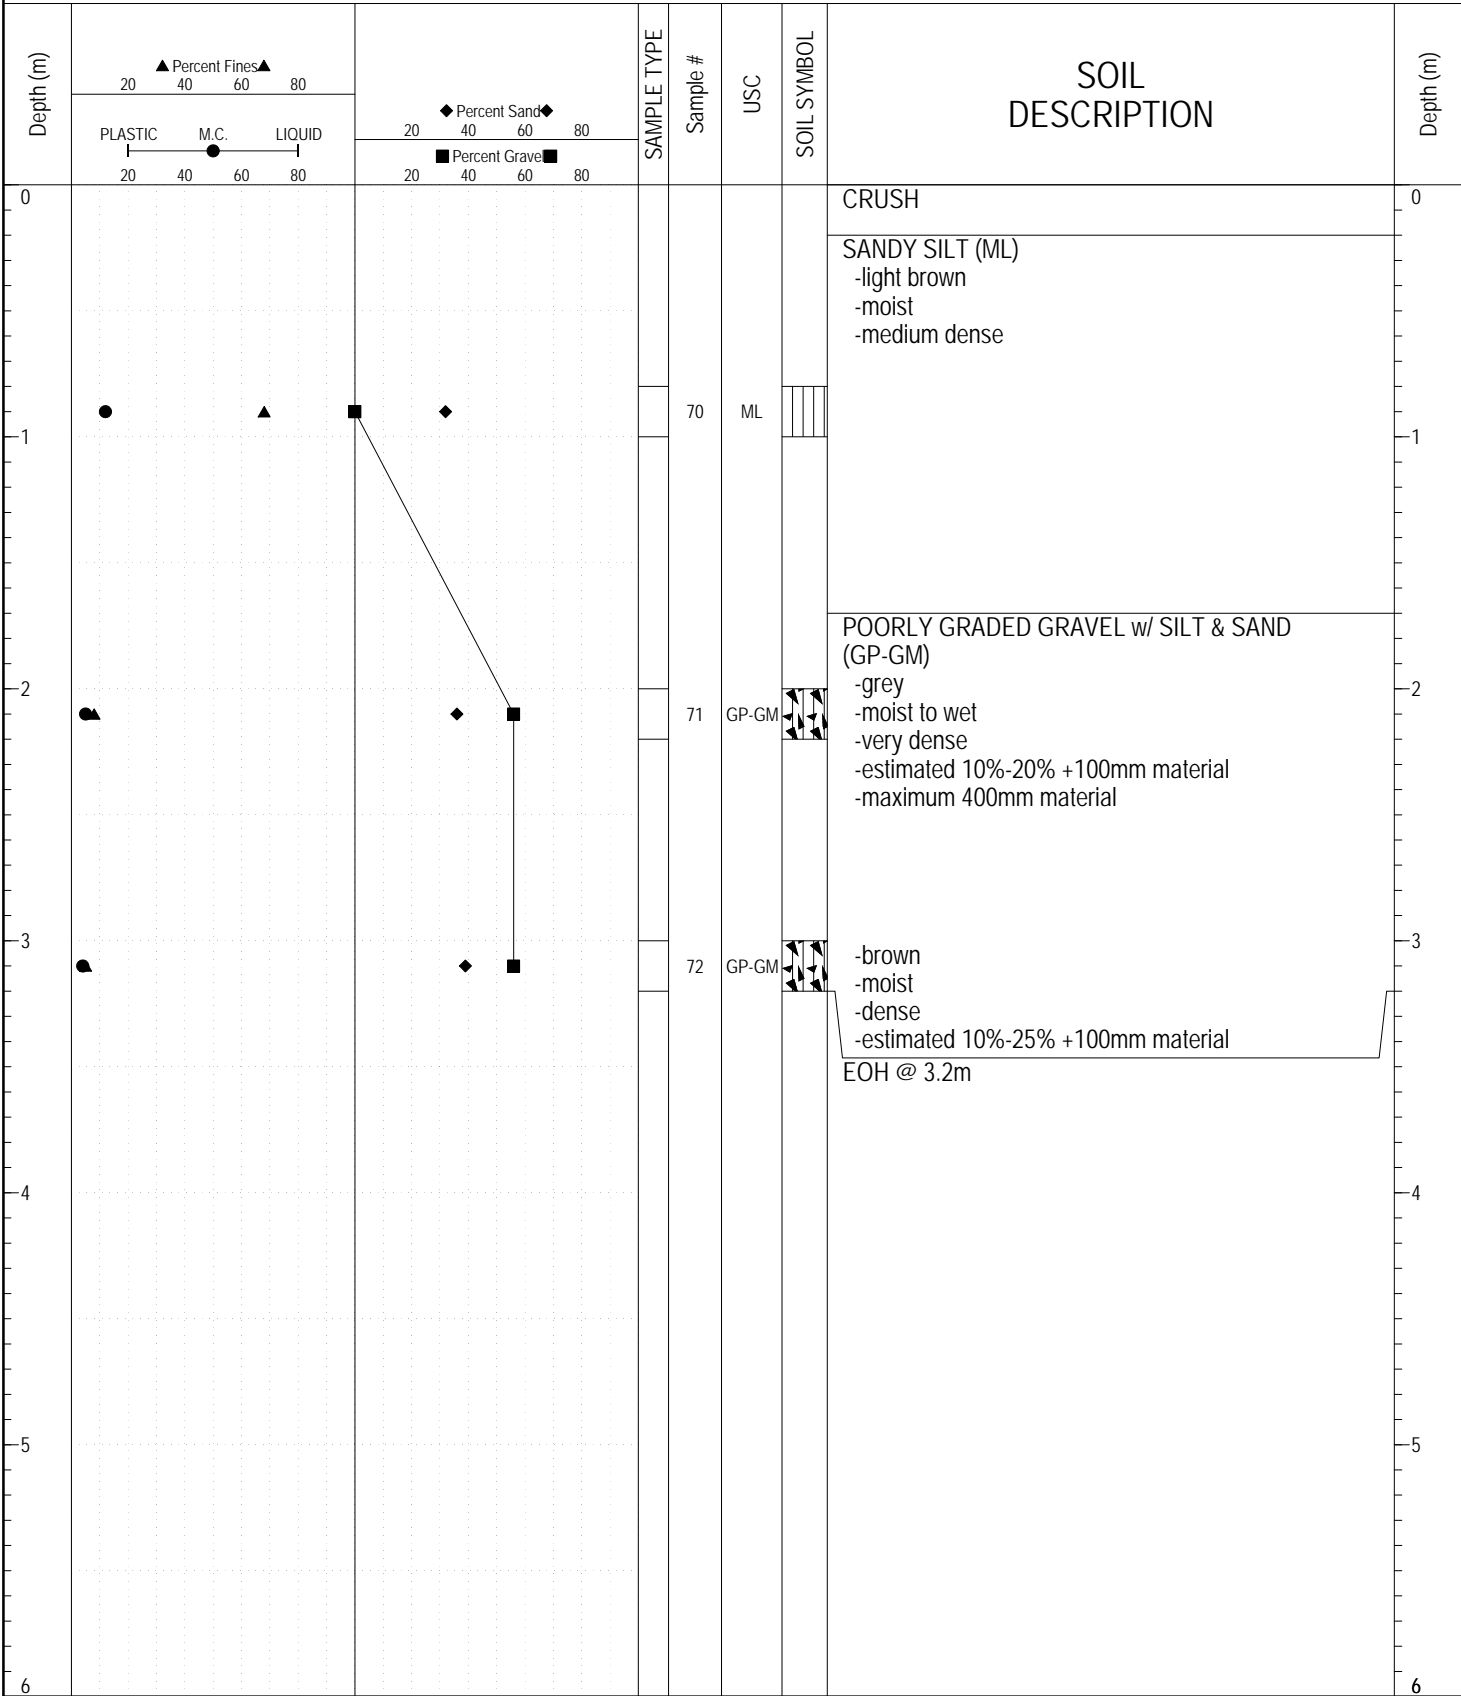 Depth (m)
Percent Fines
20 40 60 80
PLASTIC M.C. LIQUID
20 40 60 80
Percent Sand
20 40 60 80
Percent Gravel
20 40 60 80
SAMPLE TYPE
Sample #
USC
SOIL SYMBOL
SOIL
DESCRIPTION
Depth (m)
0
CRUSH
0
SANDY SILT (ML)
-light brown
-moist
-medium dense
70 ML
1
1
POORLY GRADED GRAVEL w/ SILT & SAND
(GP-GM)
-grey
2
2
71 GP-GM
-moist to wet
-very dense
-estimated 10%-20% +100mm material
-maximum 400mm material
3
3
-brown
72 GP-GM
-moist
-dense
-estimated 10%-25% +100mm material
EOH @ 3.2m
4
4
5
5
6
6